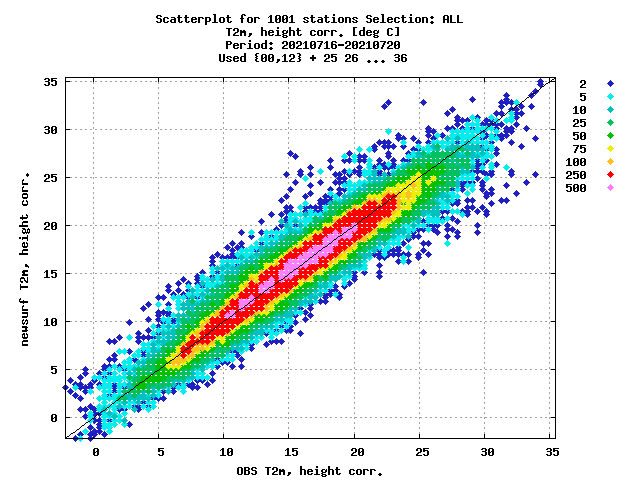 Scatterplot for 1001 stations Selection: ALL
T2m, height corr. [deg C]
Period: 20210716-20210720
Used {00,12} + 25 26 ... 36
35
30
25
20
15
10
5
0
newsurf T2m, height corr.
2
5
10
25
50
75
100
250
500
0 5 10 15 20 25 30 35
OBS T2m, height corr.